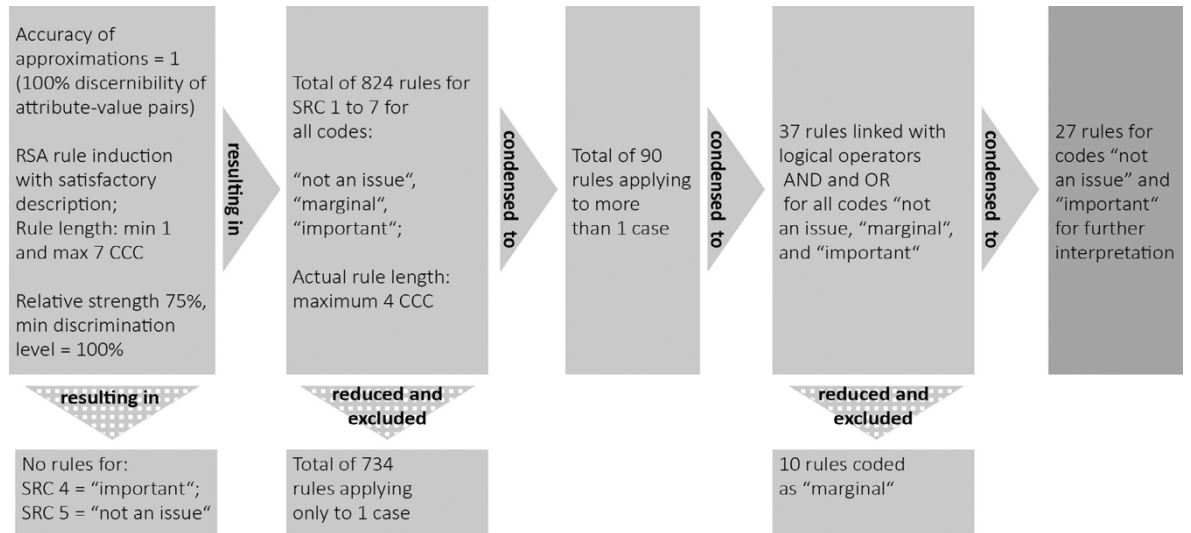 Accuracy of
approximations = 1
(100% discernibility of
attribute-value pairs)
RSA rule induction
with satisfactory
description;
Rule length: min 1
and max 7 CCC
Relative strength 75%,
min discrimination
level = 100%
resulting in
Total of 824 rules for
SRC 1 to 7 for
all codes:
“not an issue“,
“marginal“,
“important“;
Actual rule length:
maximum 4 CCC
condensed to
Total of 90
rules applying
to more
than 1 case
condensed to
37 rules linked with
logical operators
AND and OR
for all codes “not
an issue, “marginal“,
and “important“
condensed to
27 rules for
codes “not
an issue” and
“important“
for further
interpretation
resulting in
No rules for:
SRC 4 = “important“;
SRC 5 = “not an issue“
reduced and
excluded
Total of 734
rules applying
only to 1 case
reduced and
excluded
10 rules coded
as “marginal“